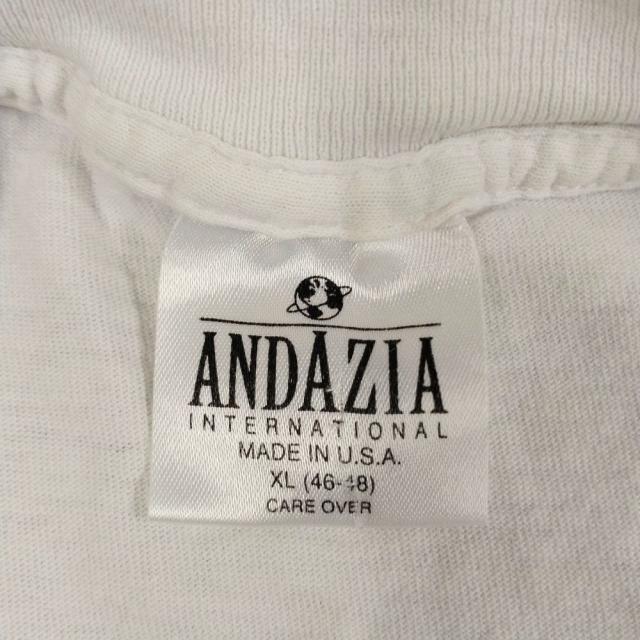 ANDAZIA
INTERNATIONAL
MADE IN U.S.A.
XL (46-48)
CARE OVER